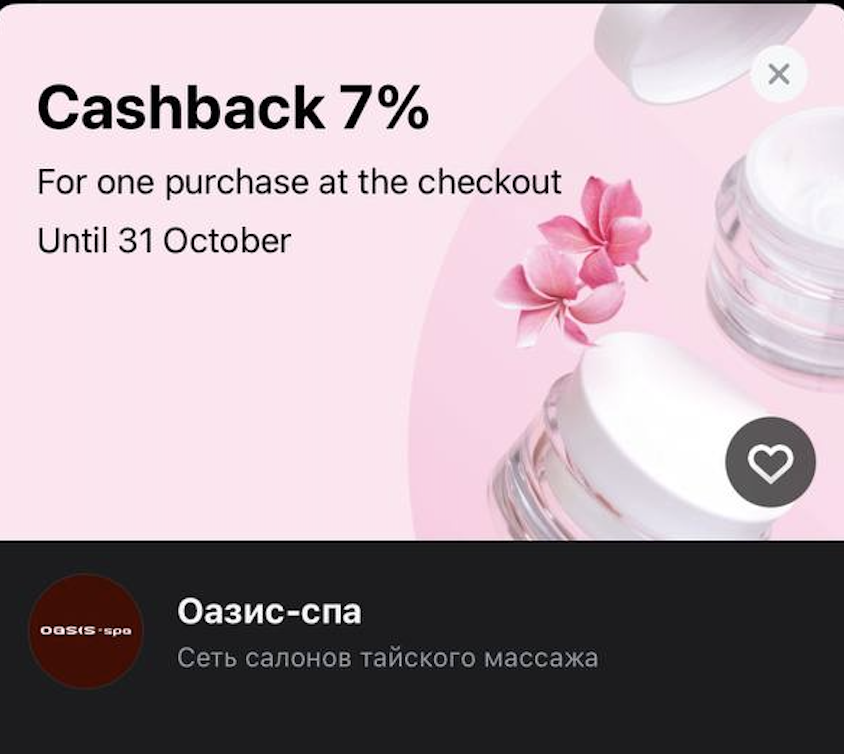 Cashback 7%
For one purchase at the checkout
Until 31 October
oasis-spa
Оазис-спа
Сеть салонов тайского массажа